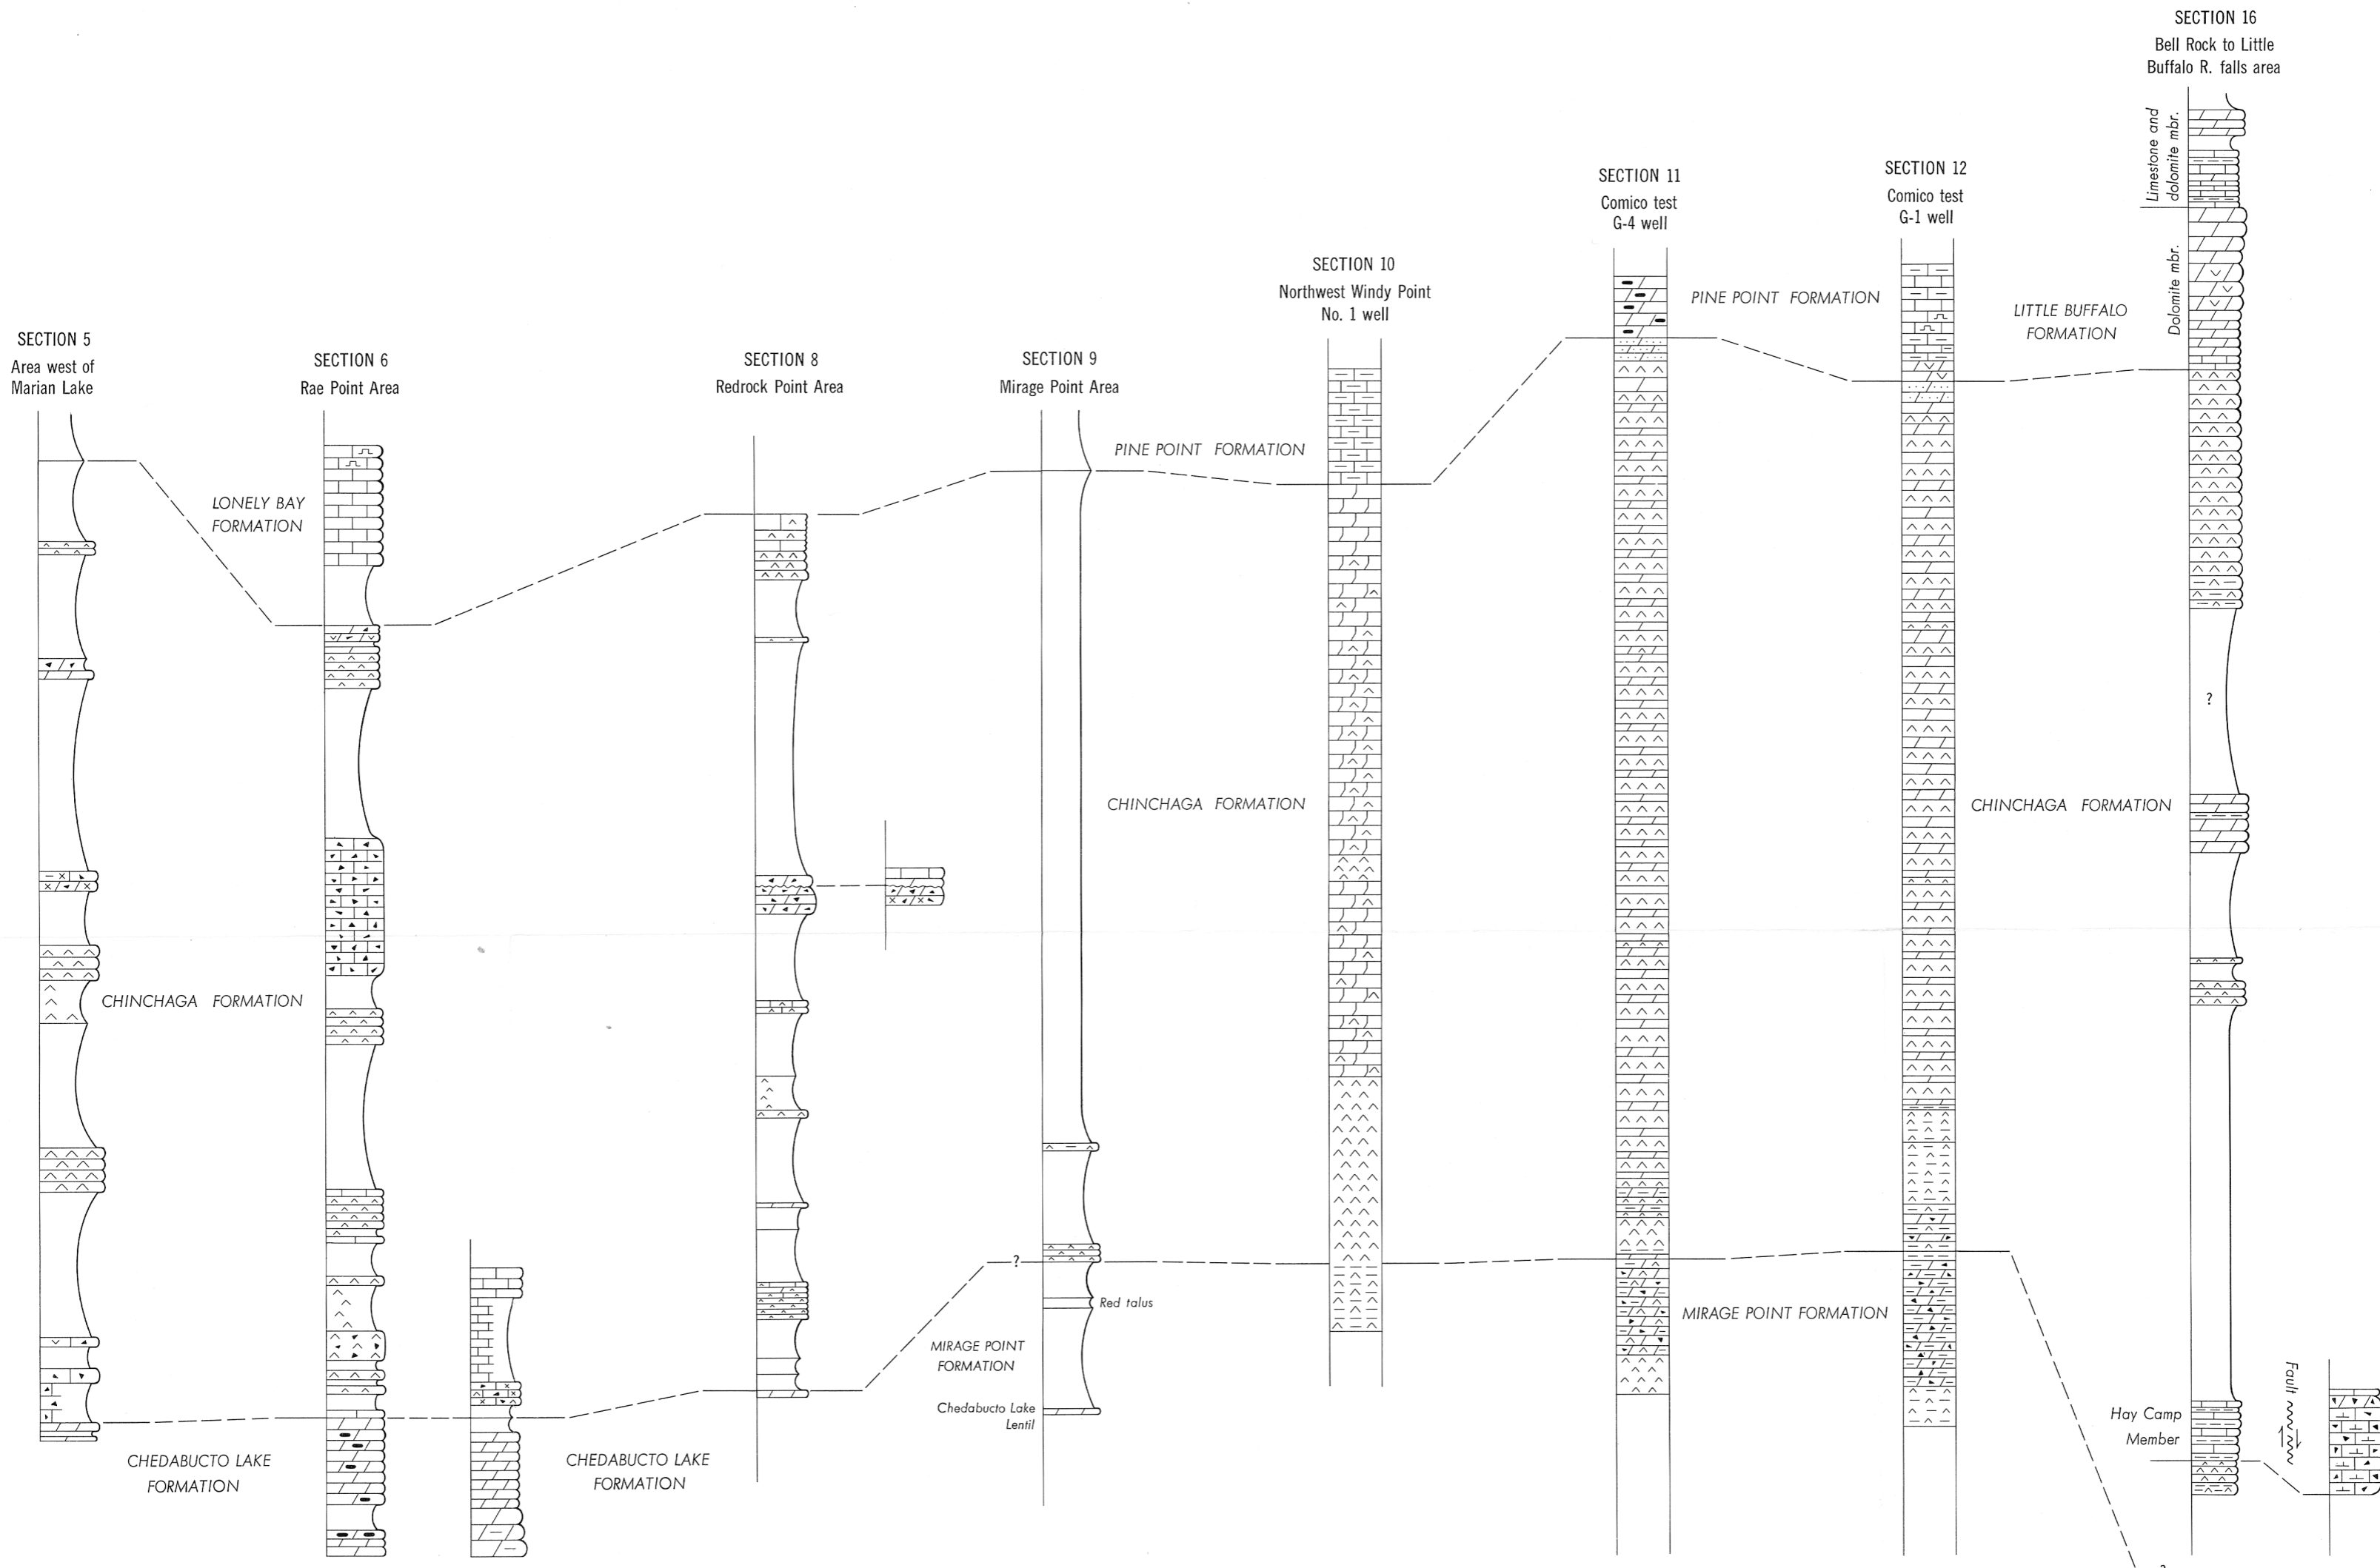 SECTION 16
Bell Rock to Little
Buffalo R. falls area
Limestone and
dolomite mbr.
Dolomite mbr.
SECTION 12
Comico test
G-1 well
SECTION 11
Comico test
G-4 well
SECTION 10
Northwest Windy Point
No. 1 well
SECTION 5
Area west of
Marian Lake
SECTION 6
Rae Point Area
SECTION 8
Redrock Point Area
SECTION 9
Mirage Point Area
PINE POINT FORMATION
LITTLE BUFFALO
FORMATION
PINE POINT FORMATION
LONELY BAY
FORMATION
?
CHINCHAGA FORMATION
CHINCHAGA FORMATION
CHINCHAGA FORMATION
?
Red talus
MIRAGE POINT FORMATION
MIRAGE POINT
FORMATION
Chedabucto Lake
Lentil
Hay Camp
Member
Fault
CHEDABUCTO LAKE
FORMATION
CHEDABUCTO LAKE
FORMATION